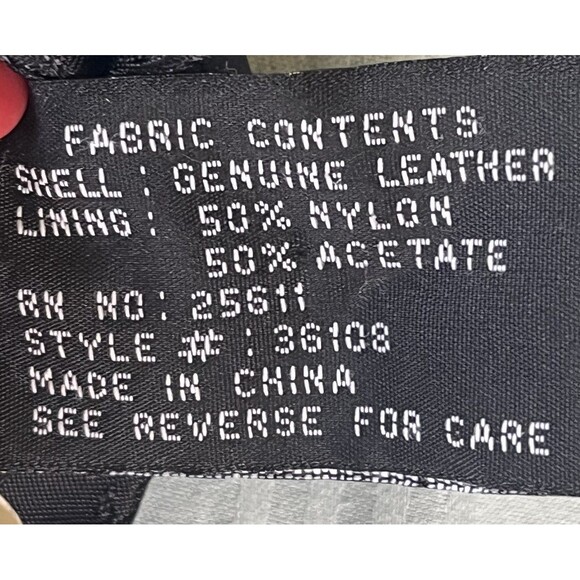 FABRIC CONTENTS
SHELL : GENUINE LEATHER
LINING : 50% NYLON
50% ACETATE
RN NO : 25611
STYLE # : 36108
MADE IN CHINA
SEE REVERSE FOR CARE